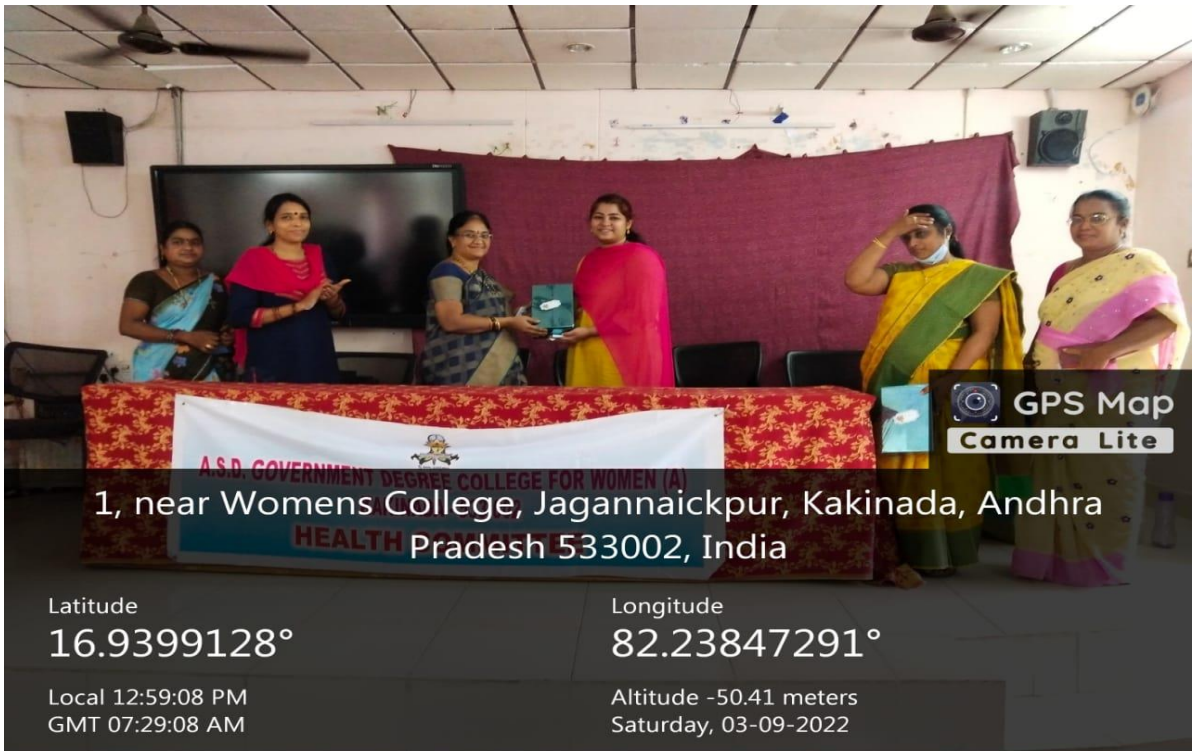 GPS Map
Camera Lite
A.S.D. GOVERNMENT DEGREE COLLEGE FOR WOMEN (A)
HEALTH COMMITTEE
1, near Womens College, Jagannaickpur, Kakinada, Andhra
Pradesh 533002, India
Latitude
16.9399128°
Longitude
82.23847291°
Local 12:59:08 PM
GMT 07:29:08 AM
Altitude -50.41 meters
Saturday, 03-09-2022